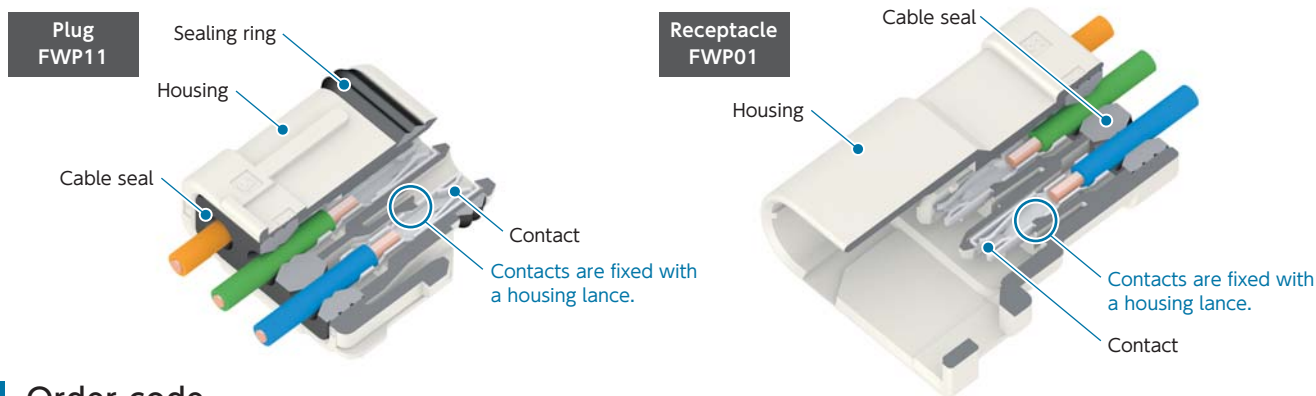 Plug
FWP11
Sealing ring
Housing
Cable seal
Contact
Contacts are fixed with
a housing lance.
Receptacle
FWP01
Cable seal
Housing
Contacts are fixed with
a housing lance.
Contact
Order code